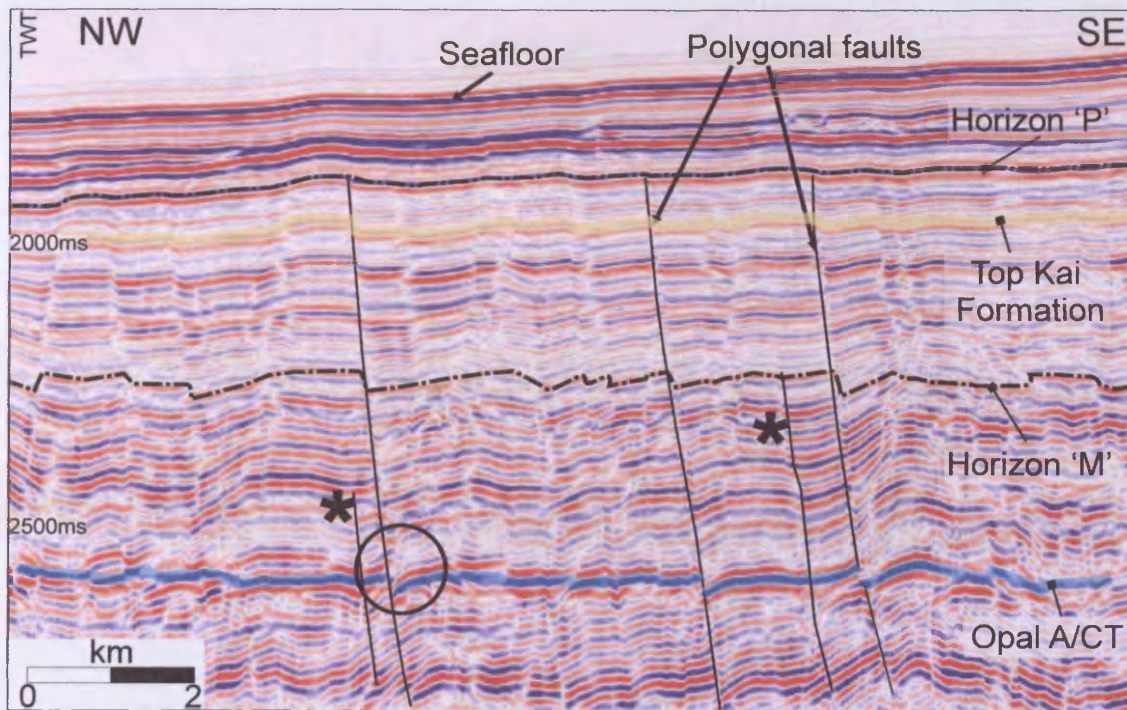 TWT
NW
SE
Seafloor
Polygonal faults
Horizon 'P'
2000ms
Top Kai
Formation
*
Horizon 'M'
*
2500ms
Opal A/CT
km
0 2